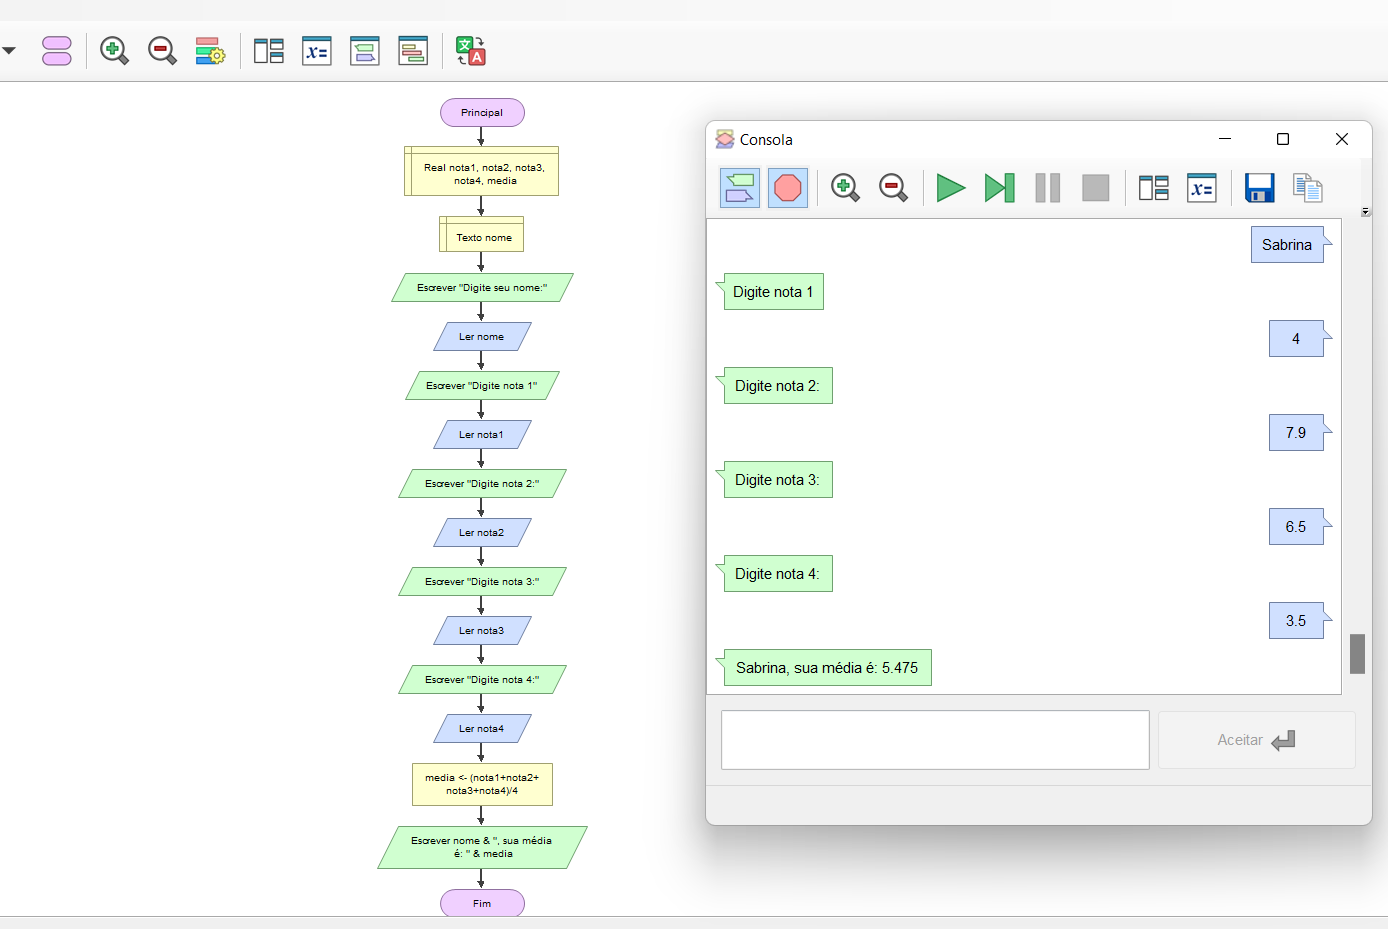 x=
文
A
Principal
Real nota1, nota2, nota3,
nota4, media
Texto nome
Escrever "Digite seu nome:"
Ler nome
Escrever "Digite nota 1"
Ler nota1
Escrever "Digite nota 2:"
Ler nota2
Escrever "Digite nota 3:"
Ler nota3
Escrever "Digite nota 4:"
Ler nota4
media <- (nota1+nota2+
nota3+nota4)/4
Escrever nome & ", sua média
é: " & media
Fim
Consola
x=
Sabrina
Digite nota 1
4
Digite nota 2:
7.9
Digite nota 3:
6.5
Digite nota 4:
3.5
Sabrina, sua média é: 5.475
Aceitar